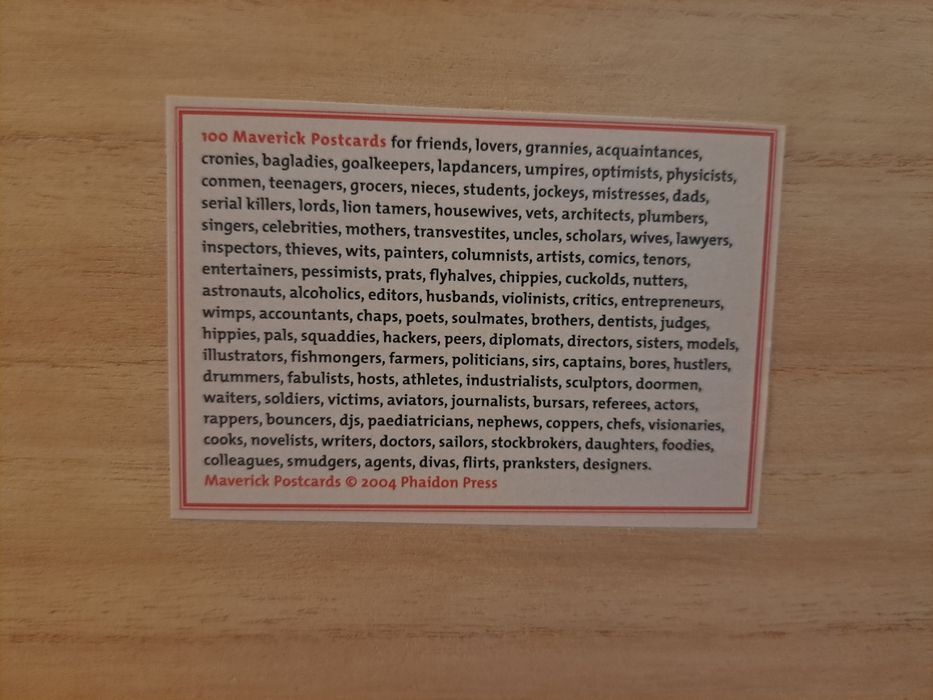 100 Maverick Postcards for friends, lovers, grannies, acquaintances,
cronies, bagladies, goalkeepers, lapdancers, umpires, optimists, physicists,
conmen, teenagers, grocers, nieces, students, jockeys, mistresses, dads,
serial killers, lords, lion tamers, housewives, vets, architects, plumbers,
singers, celebrities, mothers, transvestites, uncles, scholars, wives, lawyers,
inspectors, thieves, wits, painters, columnists, artists, comics, tenors,
entertainers, pessimists, prats, flyhalves, chippies, cuckolds, nutters,
astronauts, alcoholics, editors, husbands, violinists, critics, entrepreneurs,
wimps, accountants, chaps, poets, soulmates, brothers, dentists, judges,
hippies, pals, squaddies, hackers, peers, diplomats, directors, sisters, models,
illustrators, fishmongers, farmers, politicians, sirs, captains, bores, hustlers,
drummers, fabulists, hosts, athletes, industrialists, sculptors, doormen,
waiters, soldiers, victims, aviators, journalists, bursars, referees, actors,
rappers, bouncers, djs, paediatricians, nephews, coppers, chefs, visionaries,
cooks, novelists, writers, doctors, sailors, stockbrokers, daughters, foodies,
colleagues, smudgers, agents, divas, flirts, pranksters, designers.
Maverick Postcards © 2004 Phaidon Press